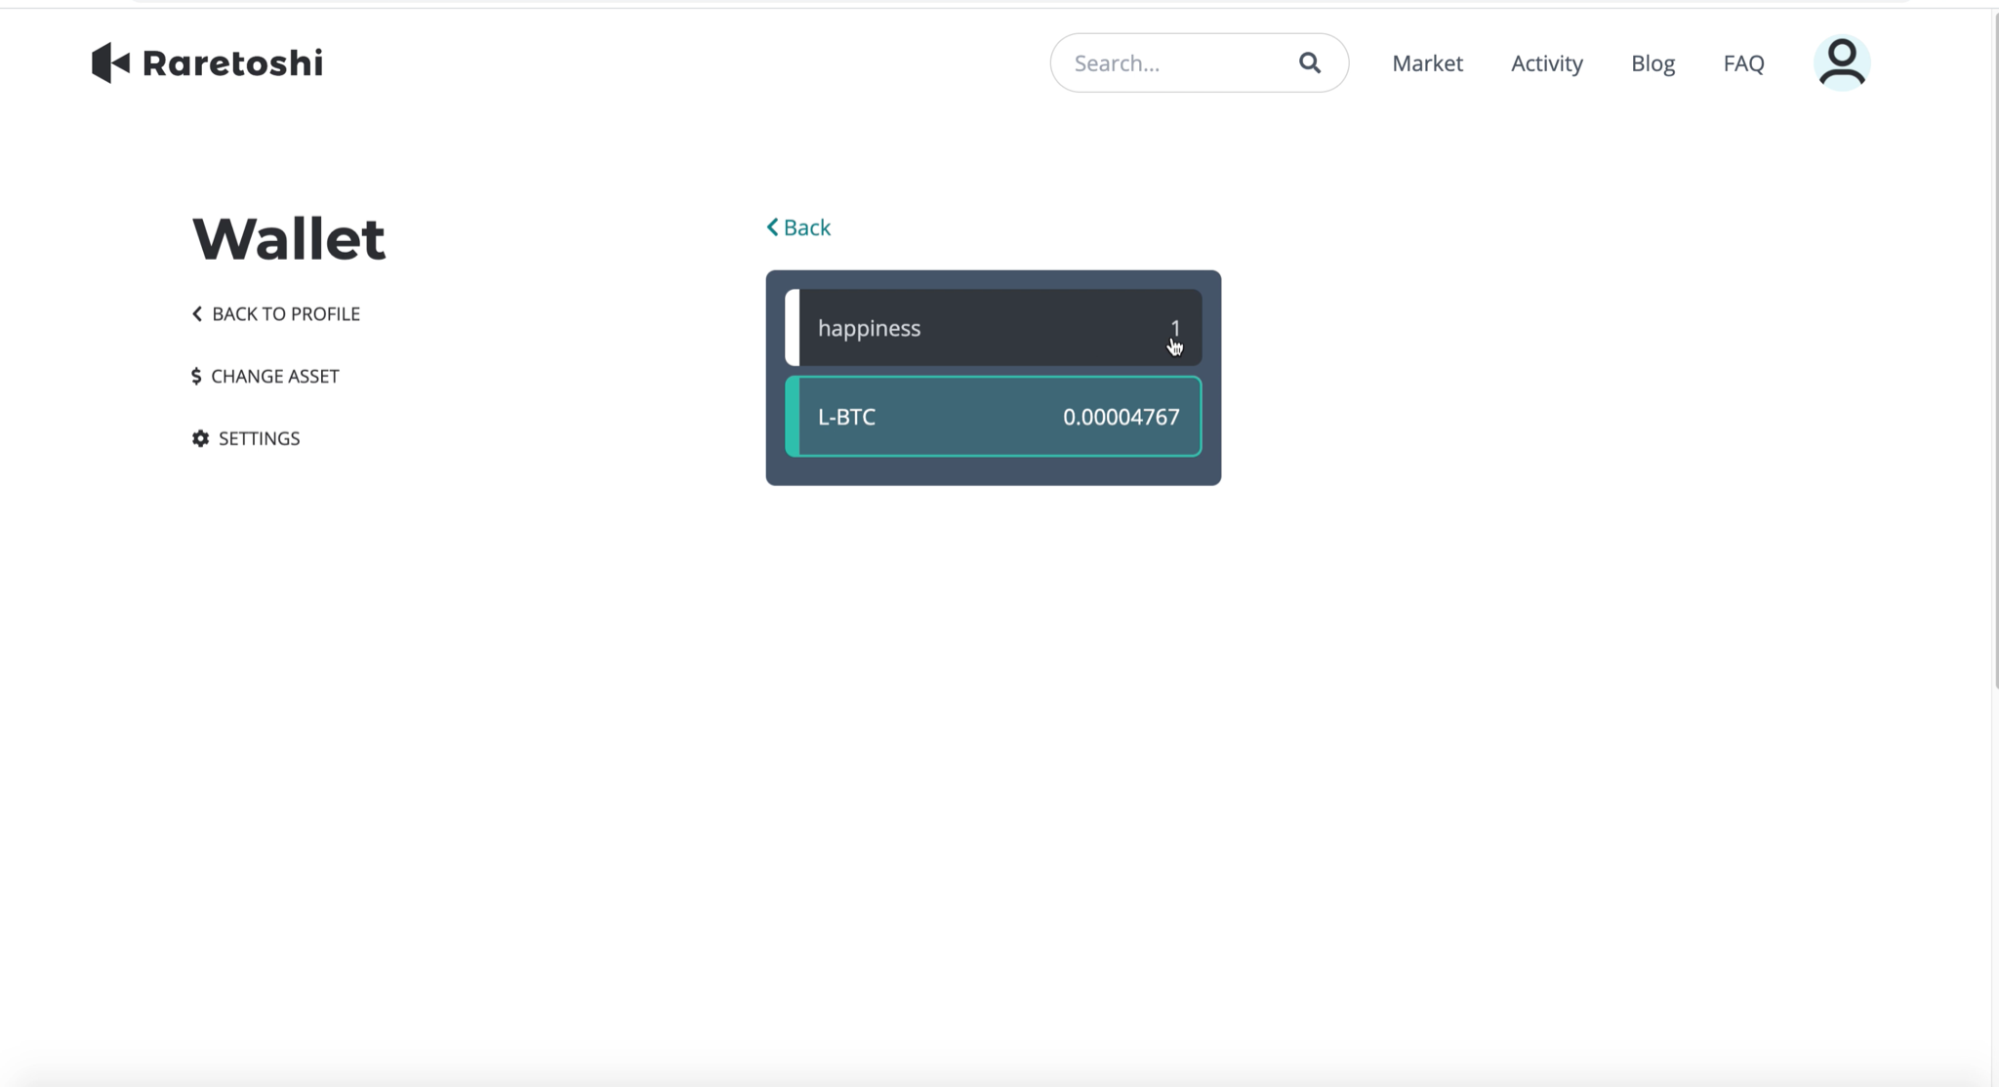 Raretoshi
Search...
Market
Activity
Blog
FAQ
Wallet
BACK TO PROFILE
$ CHANGE ASSET
SETTINGS
Back
happiness 1
L-BTC 0.00004767